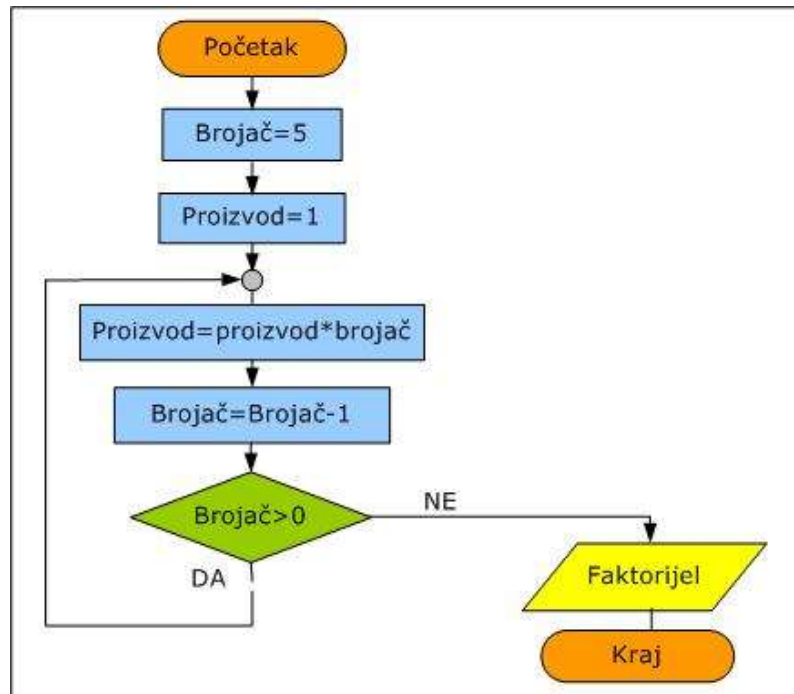 Početak
Brojač=5
Proizvod=1
Proizvod=proizvod*brojač
Brojač=Brojač-1
Brojač>0
NE
DA
Faktorijel
Kraj